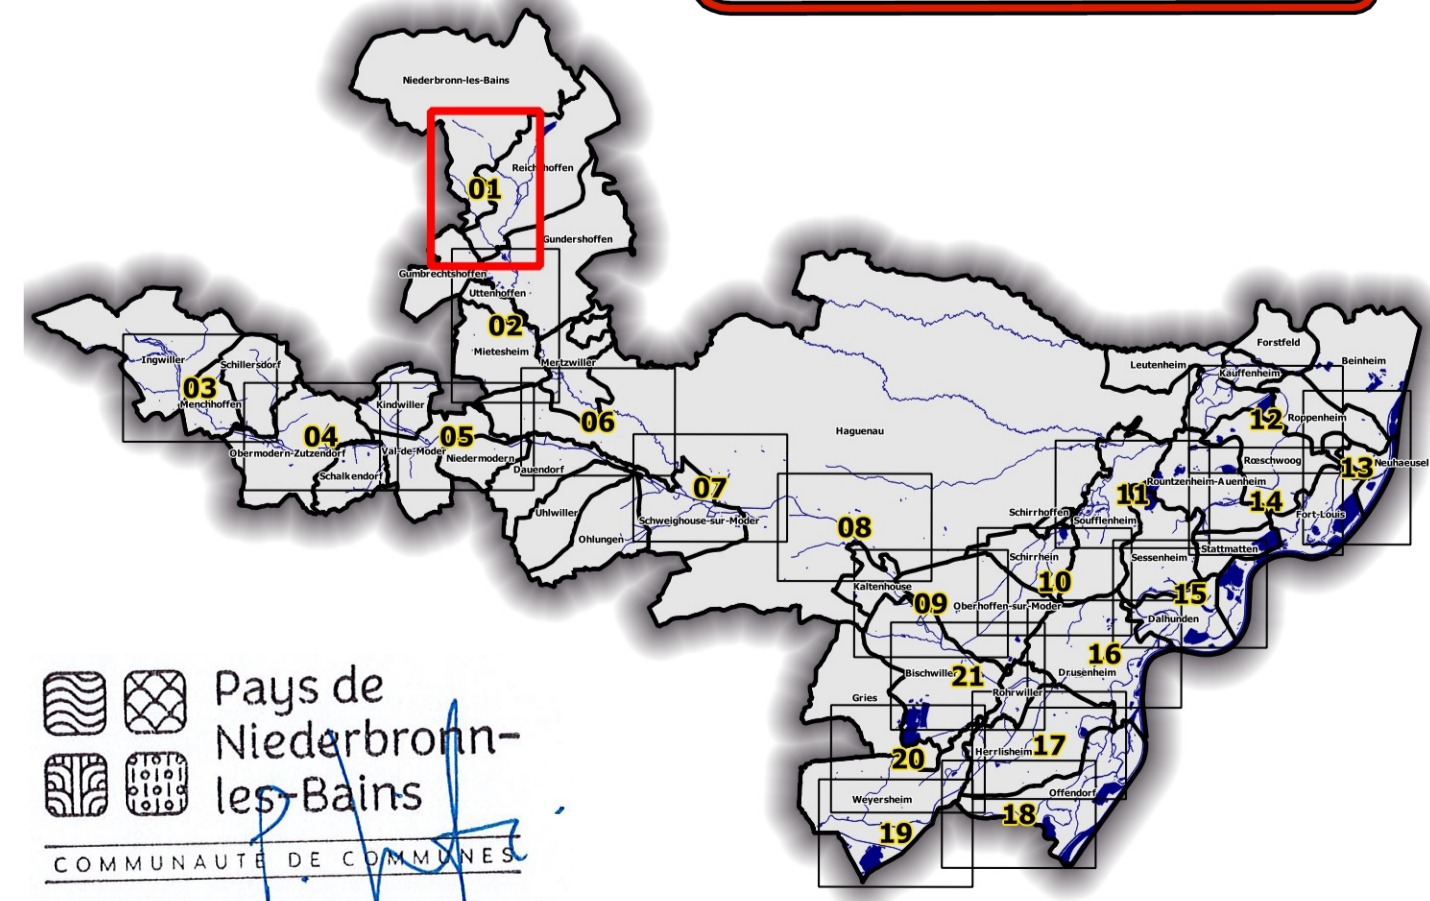 Niederbronn-les-Bains
Reichshoffen
01
Gundershoffen
Gumbrechtshoffen
Uttenhoffen
02
Mietesheim
Mertzwiller
Ingwiller
Schillersdorf
03
Menchhoffen
Kindwiller
04
05
06
Obermodern-Zutzendorf
Val-de-Moder
Niedermodern
Schalkendorf
Dauendorf
07
Uhlwiller
Schweighouse-sur-Moder
Ohlungen
Haguenau
08
Leutenheim
Forstfeld
Beinheim
Kauffenheim
12
Roppenheim
Rœschwoog
13
Neuhaeusel
11
Rountzenheim-Auenheim
14
Fort-Louis
Schirrhoffen
Soufflenheim
Stattmatten
Schirrhein
Sessenheim
10
Kaltenhouse
09
Oberhoffen-sur-Moder
15
Dalhunden
16
Bischwiller
21
Drusenheim
Gries
Rohrwiller
17
Herrlisheim
20
Offendorf
Weyersheim
18
19
Pays de
Niederbronn-
les-Bains
COMMUNAUTÉ DE COMMUNES